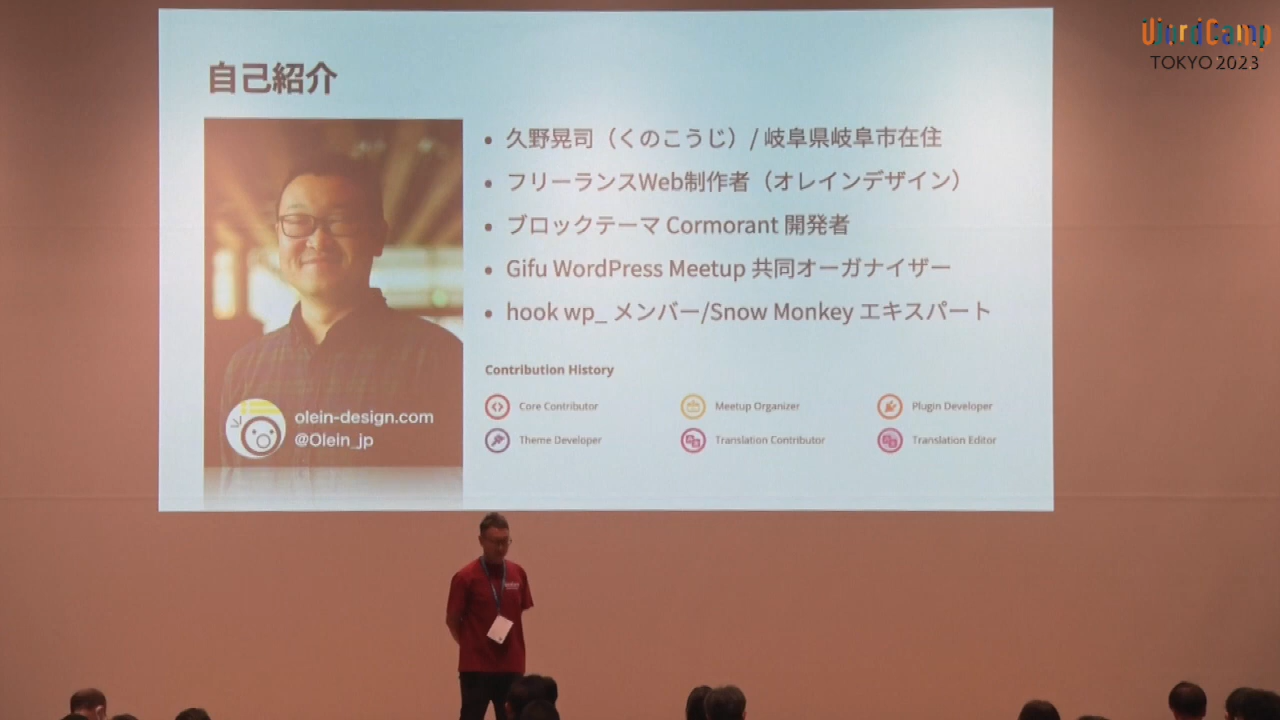 WordCamp
TOKYO 2023
自己紹介
• 久野晃司（くのこうじ）/ 岐阜県岐阜市在住
• フリーランスWeb制作者（オレインデザイン）
• ブロックテーマ Cormorant 開発者
• Gifu WordPress Meetup 共同オーガナイザー
• hook wp_ メンバー/Snow Monkey エキスパート
olein-design.com
@Olein_jp
Contribution History
Core Contributor
Meetup Organizer
Plugin Developer
Theme Developer
Translation Contributor
Translation Editor